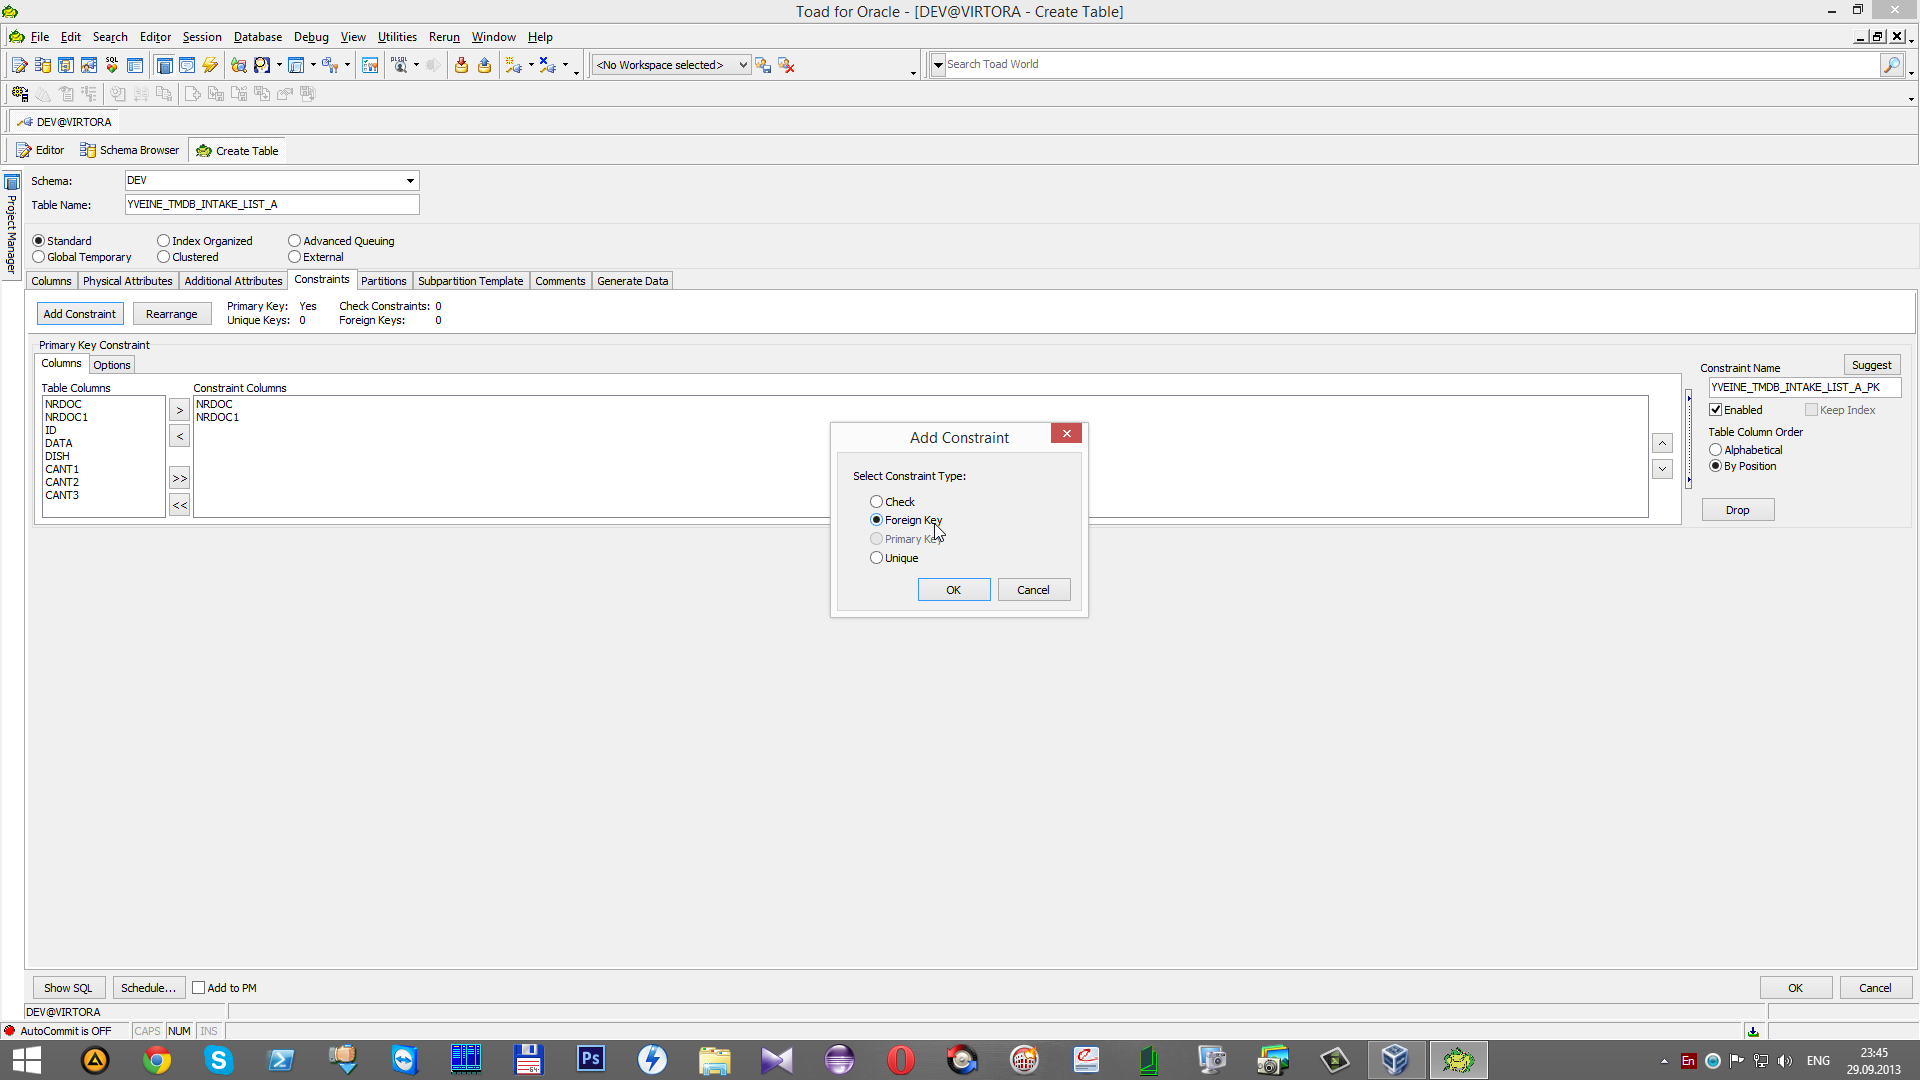 Toad for Oracle - [DEV@VIRTORA - Create Table]
File Edit Search Editor Session Database Debug View Utilities Rerun Window Help
<No Workspace selected>
Search Toad World
DEV@VIRTORA
Editor Schema Browser Create Table
Project Manager
Schema: DEV
Table Name: YVEINE_TMDB_INTAKE_LIST_A
Standard Index Organized Advanced Queuing
Global Temporary Clustered External
Columns Physical Attributes Additional Attributes Constraints Partitions Subpartition Template Comments Generate Data
Add Constraint Rearrange
Primary Key: Yes Check Constraints: 0
Unique Keys: 0 Foreign Keys: 0
Primary Key Constraint
Columns Options
Table Columns
NRDOC
NRDOC1
ID
DATA
DISH
CANT1
CANT2
CANT3
>
<
>>
<<
Constraint Columns
NRDOC
NRDOC1
Constraint Name Suggest
YVEINE_TMDB_INTAKE_LIST_A_PK
Enabled Keep Index
Table Column Order
Alphabetical
By Position
Drop
Add Constraint
Select Constraint Type:
Check
Foreign Key
Primary Key
Unique
OK Cancel
Show SQL Schedule... Add to PM
OK Cancel
DEV@VIRTORA
AutoCommit is OFF CAPS NUM INS
Ps
En
ENG
23:45
29.09.2013